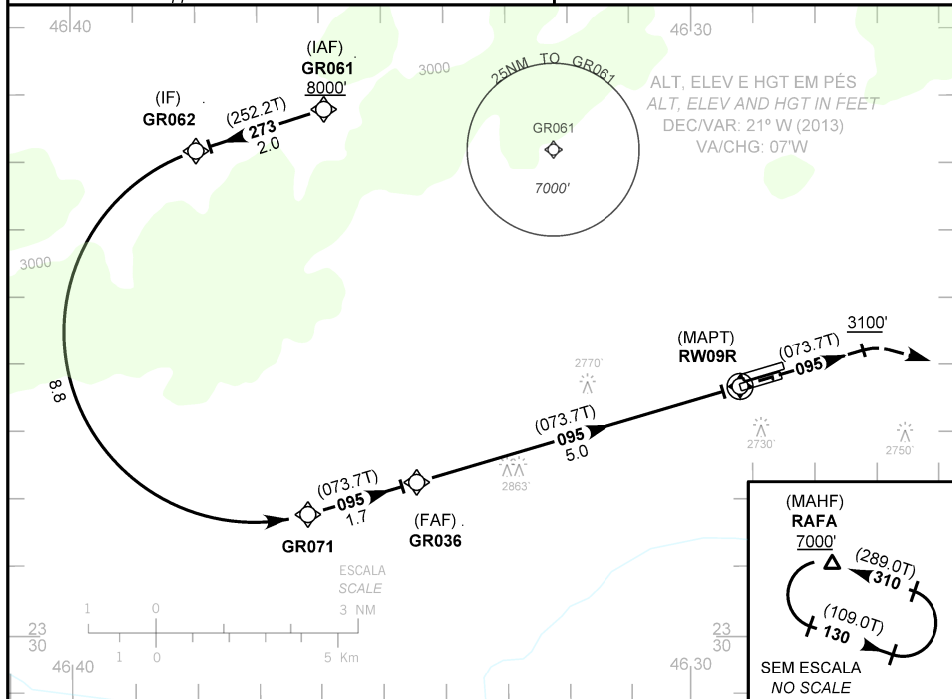 46 40
46 30
(IAF)
GR061
8000'
3000
25NM TO GR061
ALT, ELEV E HGT EM PÉS
ALT, ELEV AND HGT IN FEET
DEC/VAR: 21º W (2013)
VA/CHG: 07'W
(IF)
GR062
(252.2T)
273
2.0
GR061
7000'
3000
8.8
3100'
(MAPT)
RW09R
(073.7T)
095
2770'
(073.7T)
095
5.0
2730'
2750'
2863'
(073.7T)
095
1.7
GR071
(FAF) .
GR036
(MAHF)
RAFA
7000'
(289.0T)
310
(109.0T)
130
SEM ESCALA
NO SCALE
ESCALA
SCALE
1 0 3 NM
1 0 5 Km
23
30
23
30
46 40
46 30